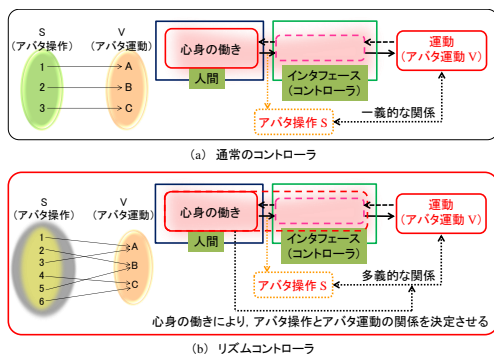 S
(アバタ操作)
V
(アバタ運動)
1
2
3
A
B
C
心身の働き
人間
インタフェース
(コントローラ)
運動
(アバタ運動 V)
アバタ操作 S
一義的な関係
(a) 通常のコントローラ
S
(アバタ操作)
V
(アバタ運動)
1
2
3
4
5
6
A
B
C
心身の働き
人間
インタフェース
(コントローラ)
運動
(アバタ運動 V)
アバタ操作 S
多義的な関係
心身の働きにより,アバタ操作とアバタ運動の関係を決定させる
(b) リズムコントローラ